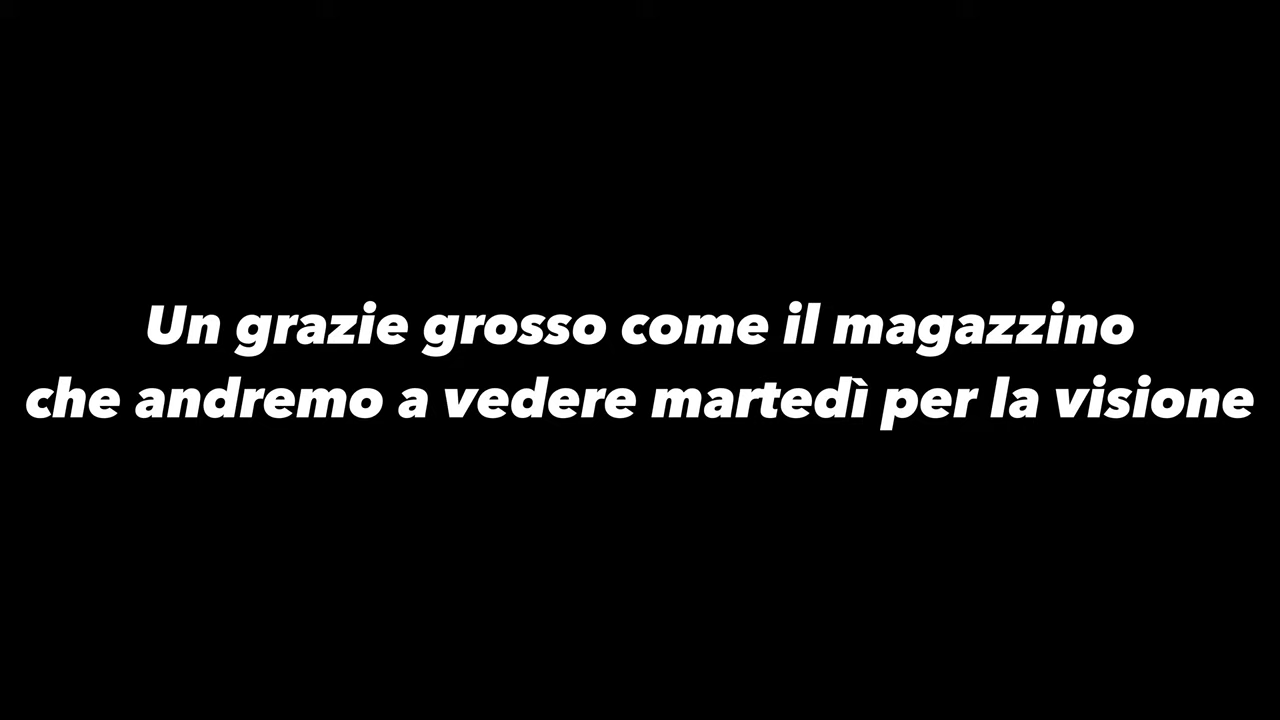 Un grazie grosso come il magazzino
che andremo a vedere martedì per la visione